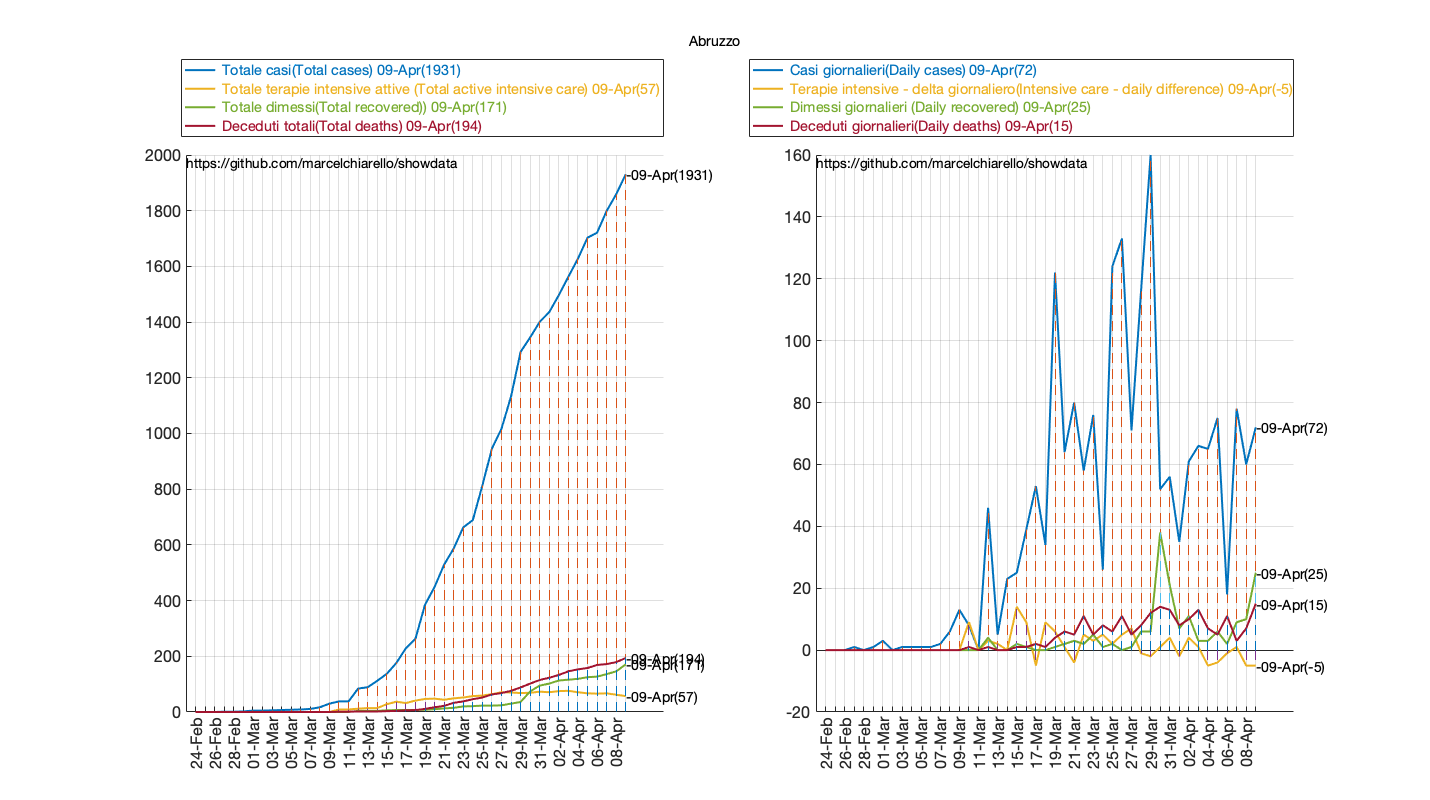 Abruzzo
Totale casi(Total cases) 09-Apr(1931)
Totale terapie intensive attive (Total active intensive care) 09-Apr(57)
Totale dimessi(Total recovered)) 09-Apr(171)
Deceduti totali(Total deaths) 09-Apr(194)
2000
1800
1600
1400
1200
1000
800
600
400
200
0
https://github.com/marcelchiarello/showdata
-09-Apr(1931)
-09-Apr(194)
-09-Apr(171)
-09-Apr(57)
24-Feb
26-Feb
28-Feb
01-Mar
03-Mar
05-Mar
07-Mar
09-Mar
11-Mar
13-Mar
15-Mar
17-Mar
19-Mar
21-Mar
23-Mar
25-Mar
27-Mar
29-Mar
31-Mar
02-Apr
04-Apr
06-Apr
08-Apr
Casi giornalieri(Daily cases) 09-Apr(72)
Terapie intensive - delta giornaliero(Intensive care - daily difference) 09-Apr(-5)
Dimessi giornalieri (Daily recovered) 09-Apr(25)
Deceduti giornalieri(Daily deaths) 09-Apr(15)
160
140
120
100
80
60
40
20
0
-20
https://github.com/marcelchiarello/showdata
-09-Apr(72)
-09-Apr(25)
-09-Apr(15)
-09-Apr(-5)
24-Feb
26-Feb
28-Feb
01-Mar
03-Mar
05-Mar
07-Mar
09-Mar
11-Mar
13-Mar
15-Mar
17-Mar
19-Mar
21-Mar
23-Mar
25-Mar
27-Mar
29-Mar
31-Mar
02-Apr
04-Apr
06-Apr
08-Apr